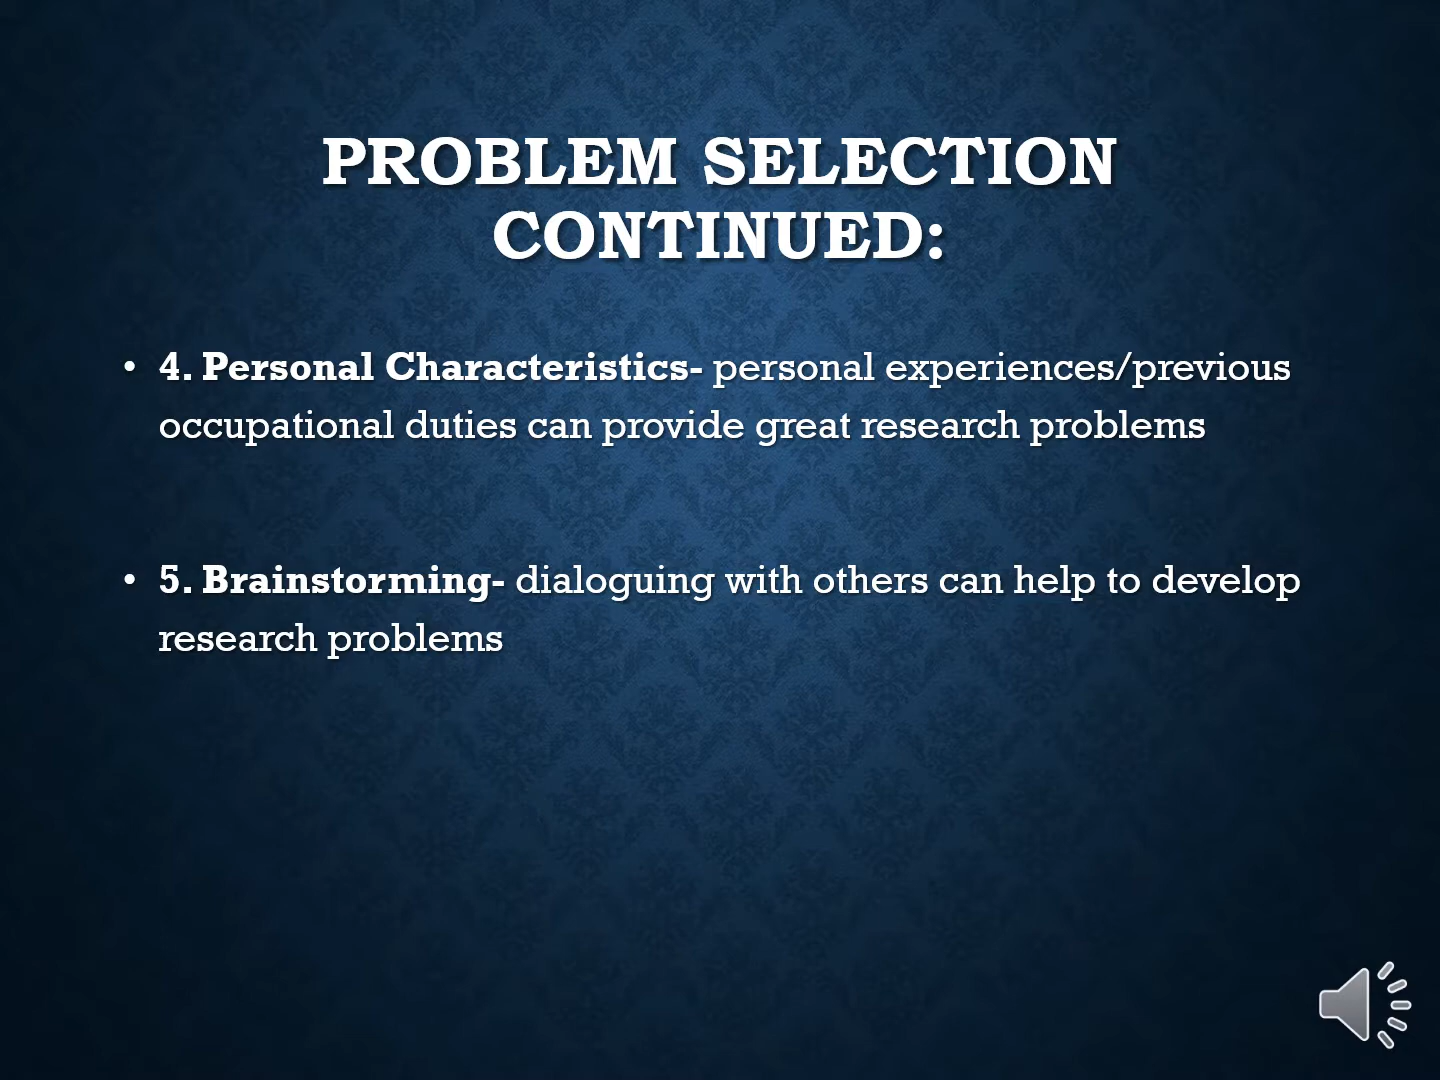 PROBLEM SELECTION
CONTINUED:
• 4. Personal Characteristics- personal experiences/previous
occupational duties can provide great research problems
• 5. Brainstorming- dialoguing with others can help to develop
research problems